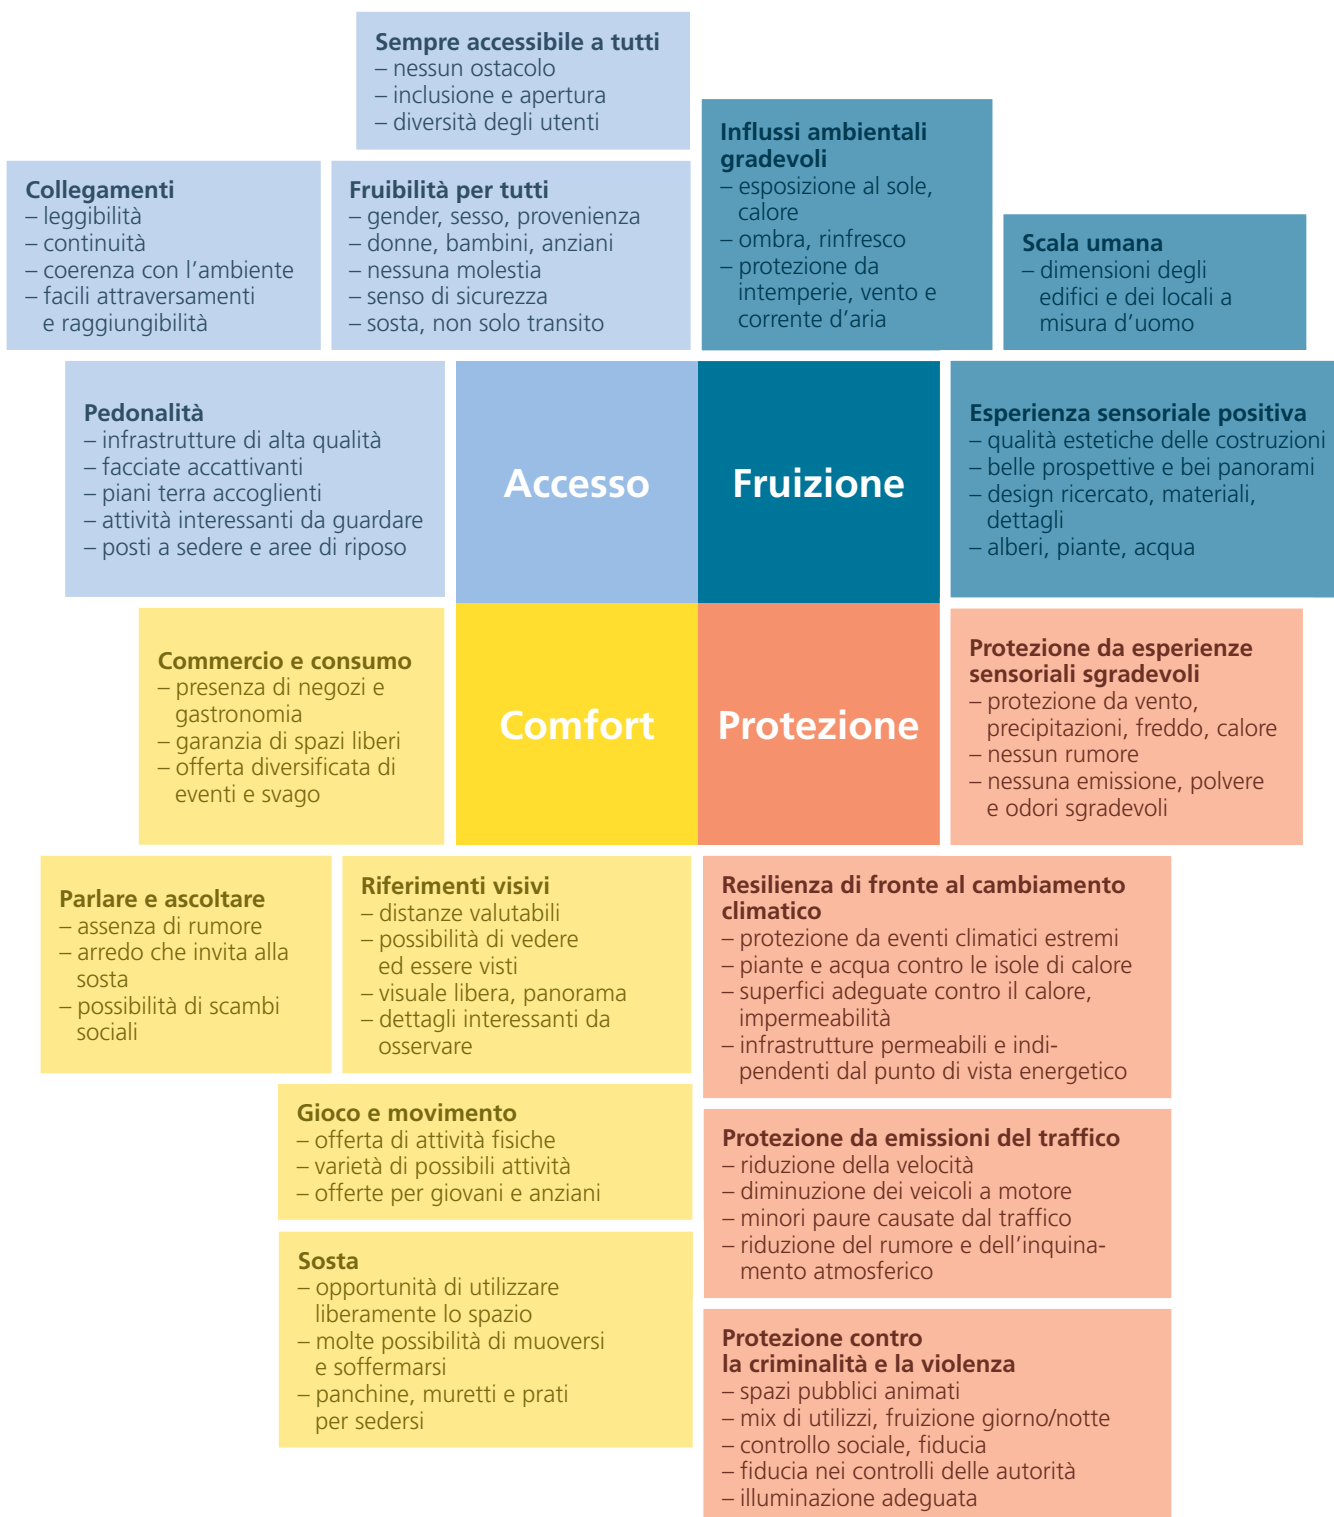 Sempre accessibile a tutti
– nessun ostacolo
– inclusione e apertura
– diversità degli utenti
Influssi ambientali
gradevoli
– esposizione al sole,
calore
– ombra, rinfresco
– protezione da
intemperie, vento e
corrente d’aria
Collegamenti
– leggibilità
– continuità
– coerenza con l’ambiente
– facili attraversamenti
e raggiungibilità
Fruibilità per tutti
– gender, sesso, provenienza
– donne, bambini, anziani
– nessuna molestia
– senso di sicurezza
– sosta, non solo transito
Scala umana
– dimensioni degli
edifici e dei locali a
misura d’uomo
Pedonalità
– infrastrutture di alta qualità
– facciate accattivanti
– piani terra accoglienti
– attività interessanti da guardare
– posti a sedere e aree di riposo
Accesso
Fruizione
Esperienza sensoriale positiva
– qualità estetiche delle costruzioni
– belle prospettive e bei panorami
– design ricercato, materiali,
dettagli
– alberi, piante, acqua
Commercio e consumo
– presenza di negozi e
gastronomia
– garanzia di spazi liberi
– offerta diversificata di
eventi e svago
Comfort
Protezione
Protezione da esperienze
sensoriali sgradevoli
– protezione da vento,
precipitazioni, freddo, calore
– nessun rumore
– nessuna emissione, polvere
e odori sgradevoli
Parlare e ascoltare
– assenza di rumore
– arredo che invita alla
sosta
– possibilità di scambi
sociali
Riferimenti visivi
– distanze valutabili
– possibilità di vedere
ed essere visti
– visuale libera, panorama
– dettagli interessanti da
osservare
Resilienza di fronte al cambiamento
climatico
– protezione da eventi climatici estremi
– piante e acqua contro le isole di calore
– superfici adeguate contro il calore,
impermeabilità
– infrastrutture permeabili e indi-
pendenti dal punto di vista energetico
Gioco e movimento
– offerta di attività fisiche
– varietà di possibili attività
– offerte per giovani e anziani
Protezione da emissioni del traffico
– riduzione della velocità
– diminuzione dei veicoli a motore
– minori paure causate dal traffico
– riduzione del rumore e dell’inquina-
mento atmosferico
Sosta
– opportunità di utilizzare
liberamente lo spazio
– molte possibilità di muoversi
e soffermarsi
– panchine, muretti e prati
per sedersi
Protezione contro
la criminalità e la violenza
– spazi pubblici animati
– mix di utilizzi, fruizione giorno/notte
– controllo sociale, fiducia
– fiducia nei controlli delle autorità
– illuminazione adeguata